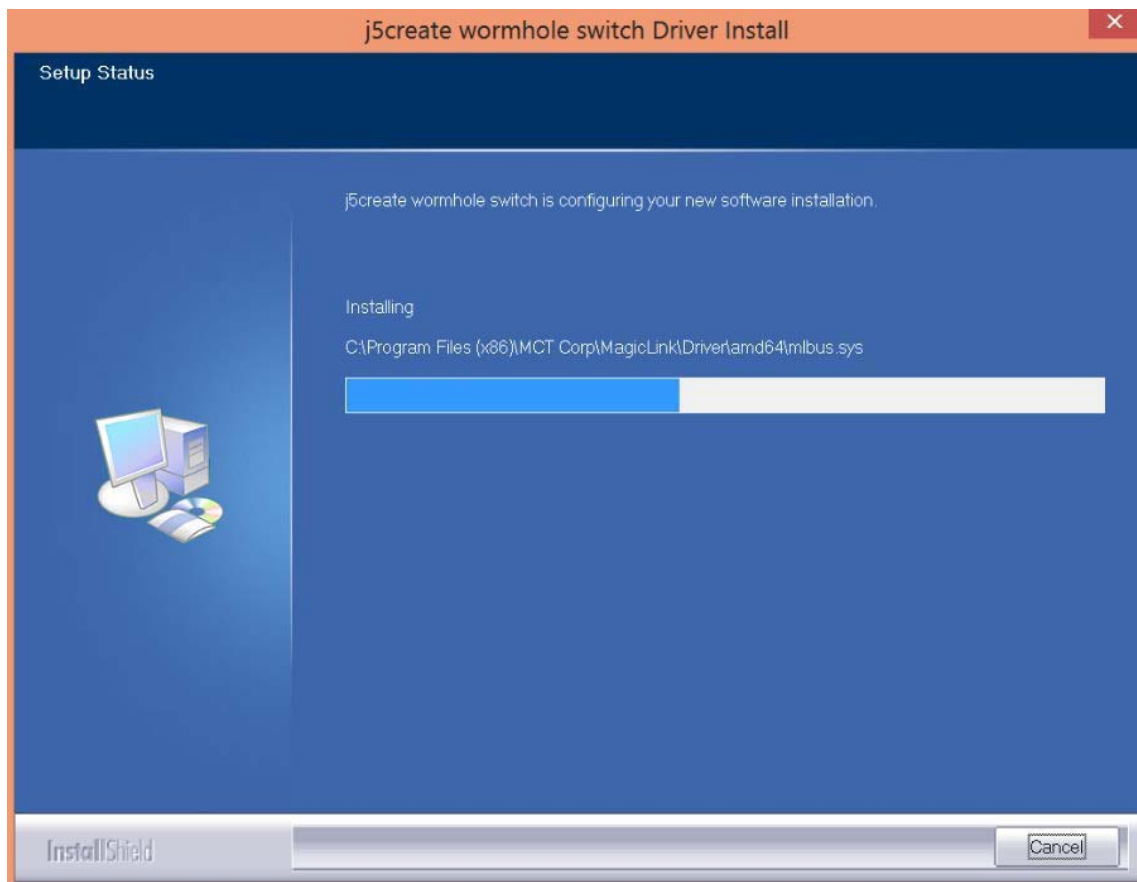 j5create wormhole switch Driver Install
Setup Status
j5create wormhole switch is configuring your new software installation.
Installing
C:\Program Files (x86)\MCT Corp\MagicLink\Driver\amd64\mlbus.sys
InstallShield
Cancel